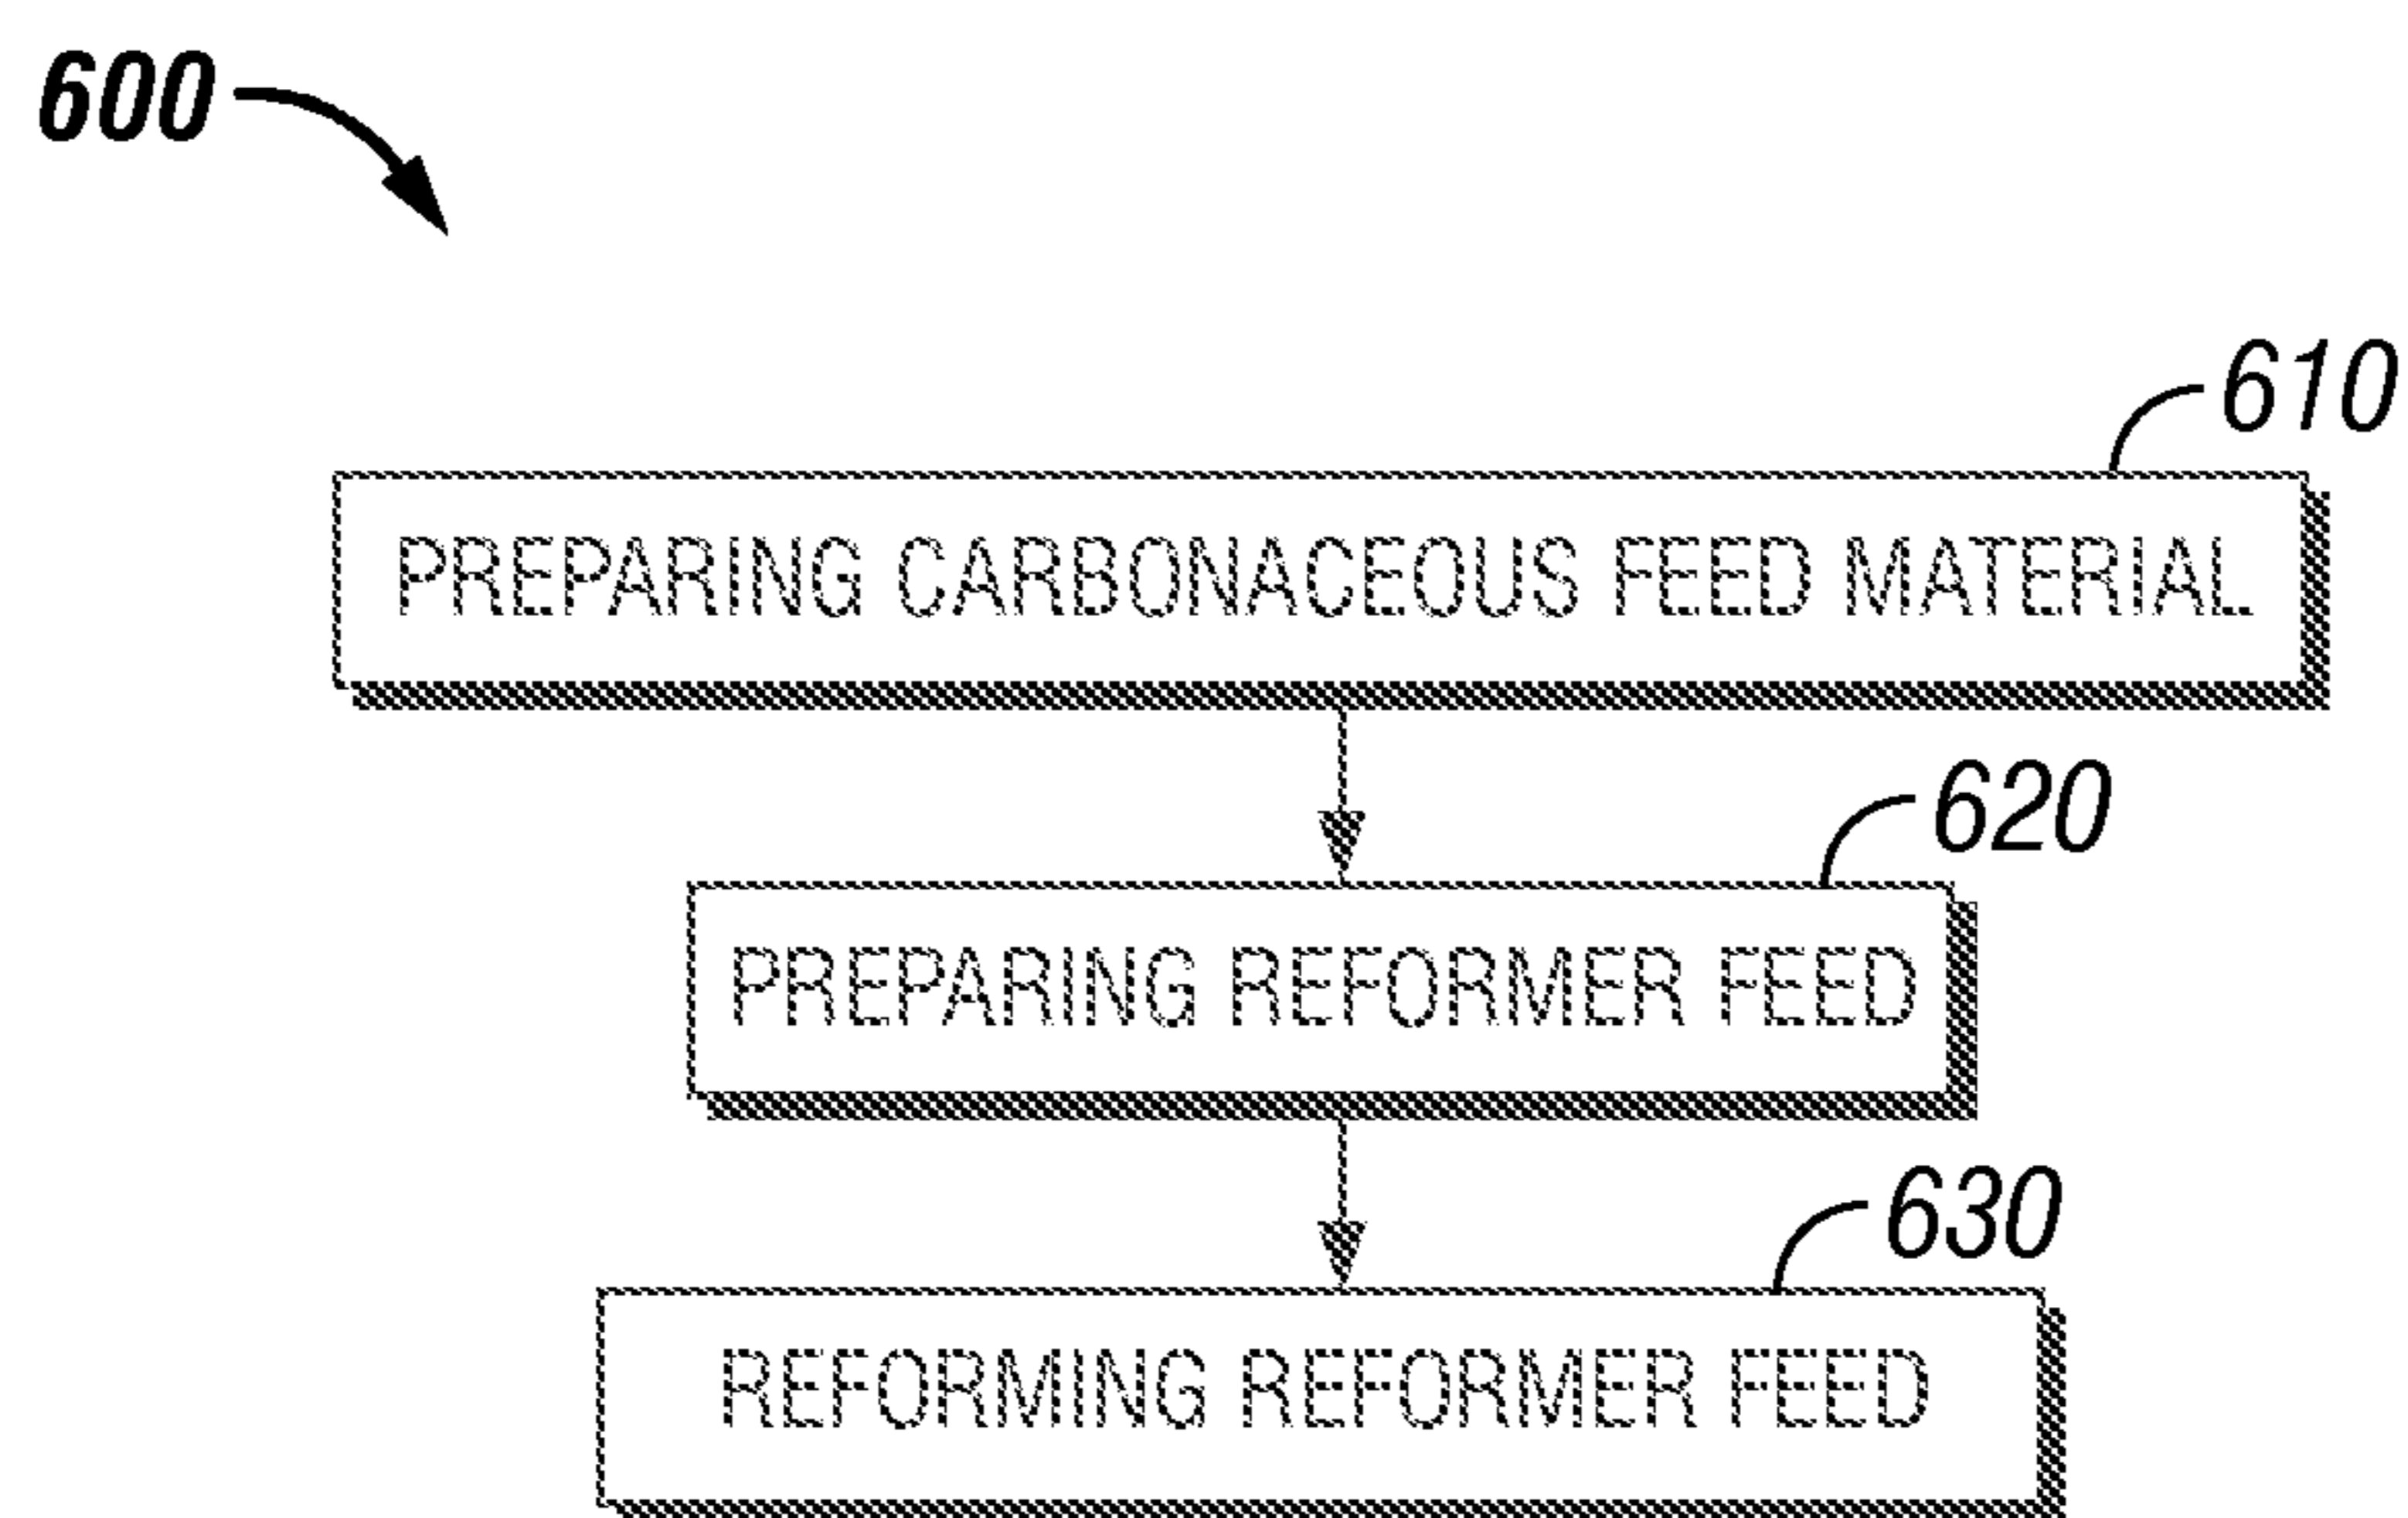 600
610
PREPARING CARBONACEOUS FEED MATERIAL
620
PREPARING REFORMER FEED
630
REFORMING REFORMER FEED